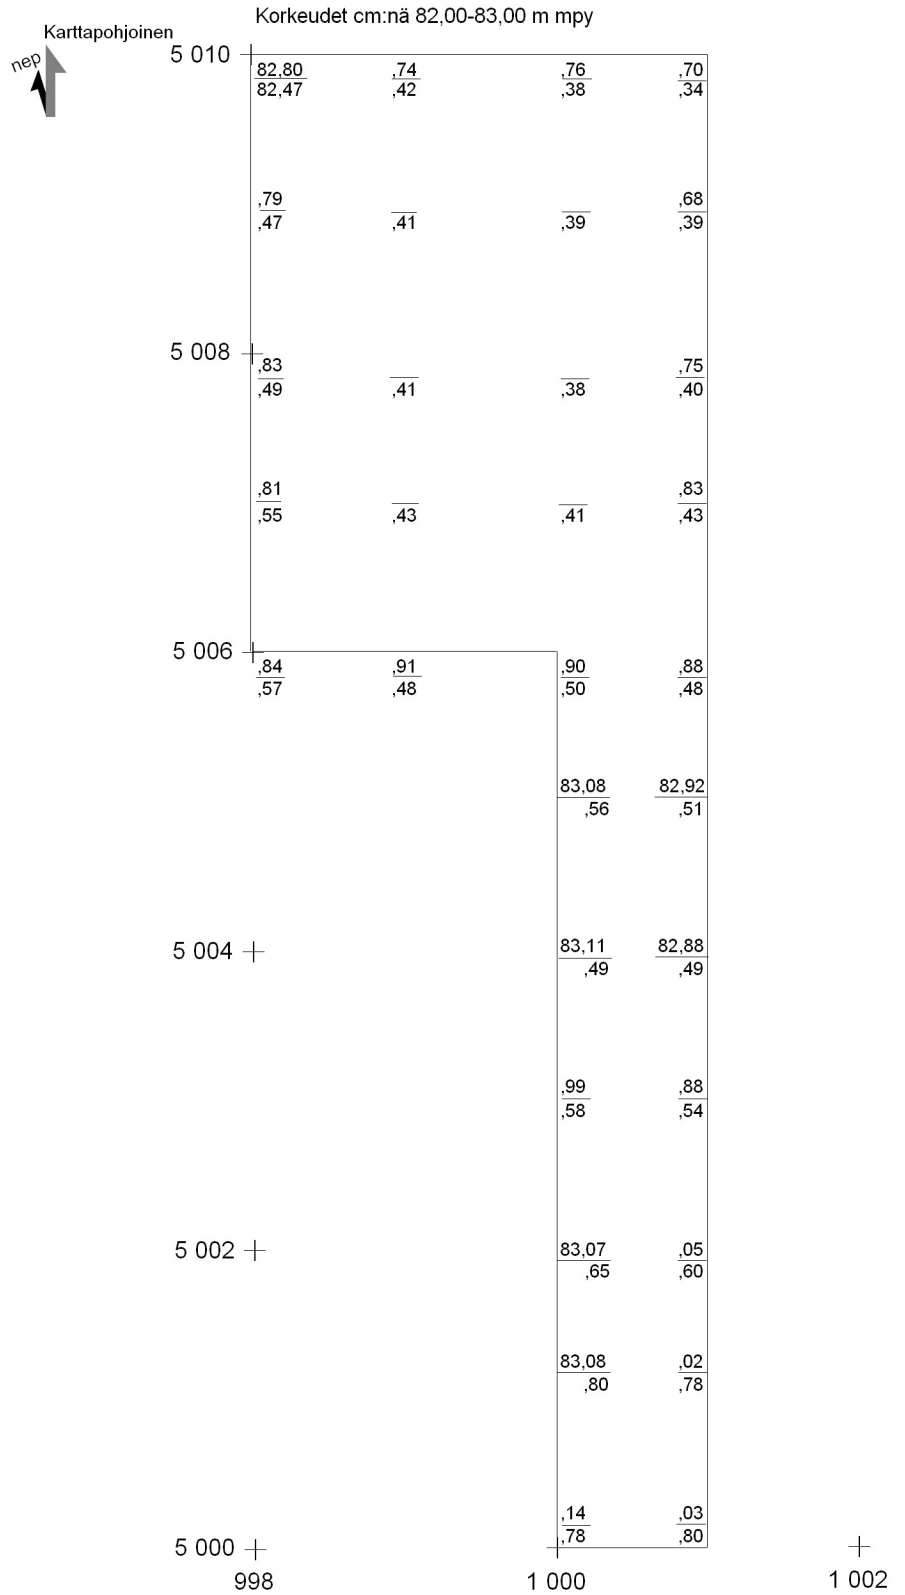 Korkeudet cm:nä 82,00-83,00 m mpy
Karttapohjoinen
nep
5 010
82,80 ,74 ,76 ,70
82,47 ,42 ,38 ,34
,79 ,68
,47 ,41 ,39 ,39
5 008
,83 ,75
,49 ,41 ,38 ,40
,81 ,83
,55 ,43 ,41 ,43
5 006
,84 ,91 ,90 ,88
,57 ,48 ,50 ,48
83,08 82,92
,56 ,51
5 004
83,11 82,88
,49 ,49
,99 ,88
,58 ,54
5 002
83,07 ,05
,65 ,60
83,08 ,02
,80 ,78
,14 ,03
,78 ,80
5 000
998 1 000 1 002